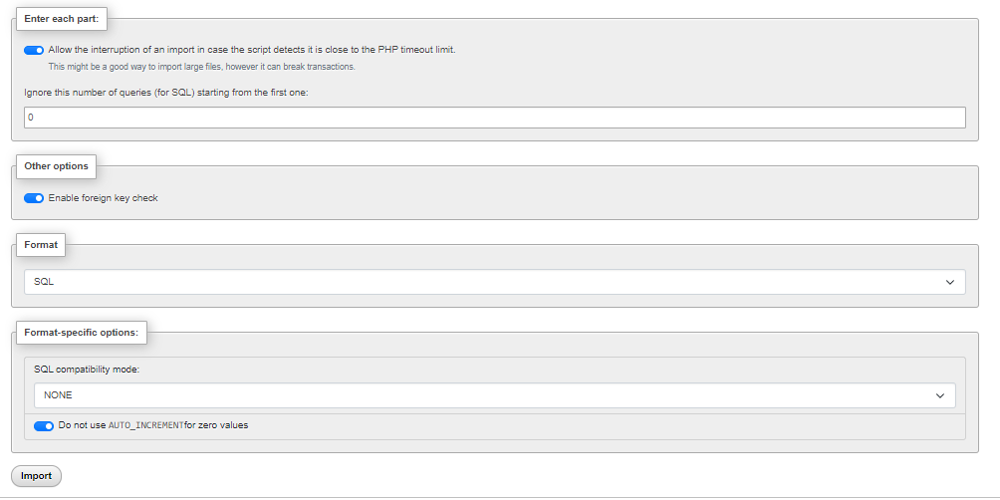 Enter each part:
Allow the interruption of an import in case the script detects it is close to the PHP timeout limit.
This might be a good way to import large files, however it can break transactions.
Ignore this number of queries (for SQL) starting from the first one:
0
Other options
Enable foreign key check
Format
SQL
Format-specific options:
SQL compatibility mode:
NONE
Do not use AUTO_INCREMENT for zero values
Import